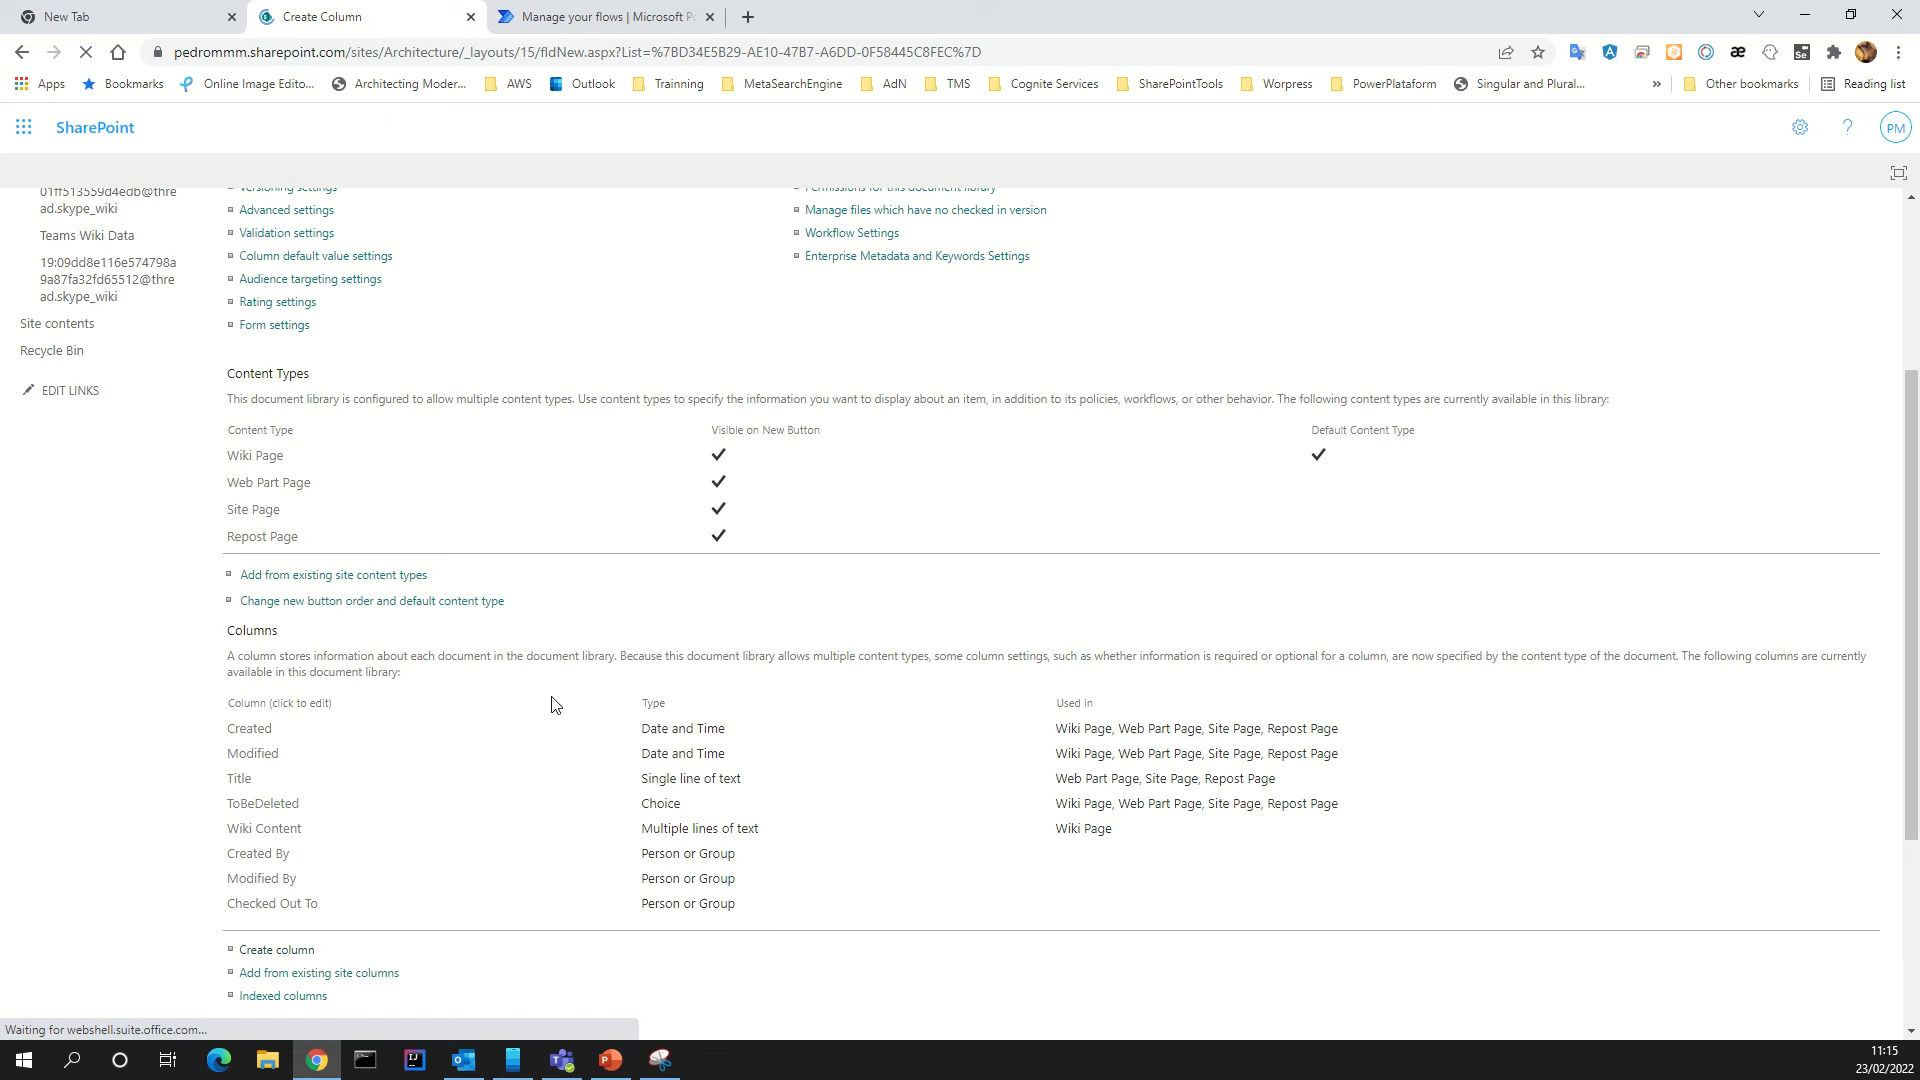 New Tab
Create Column
Manage your flows | Microsoft Po
pedrommm.sharepoint.com/sites/Architecture/_layouts/15/fldNew.aspx?List=%7BD34E5B29-AE10-47B7-A6DD-0F58445C8FEC%7D
Apps
Bookmarks
Online Image Edito...
Architecting Moder...
AWS
Outlook
Trainning
MetaSearchEngine
AdN
TMS
Cognite Services
SharePointTools
Worpress
PowerPlataform
Singular and Plural...
»
Other bookmarks
Reading list
SharePoint
?
PM
01ff513559d4edb@thre
ad.skype_wiki
Teams Wiki Data
19:09dd8e116e574798a
9a87fa32fd65512@thre
ad.skype_wiki
Site contents
Recycle Bin
EDIT LINKS
Versioning settings
Advanced settings
Validation settings
Column default value settings
Audience targeting settings
Rating settings
Form settings
Permissions for this document library
Manage files which have no checked in version
Workflow Settings
Enterprise Metadata and Keywords Settings
Content Types
This document library is configured to allow multiple content types. Use content types to specify the information you want to display about an item, in addition to its policies, workflows, or other behavior. The following content types are currently available in this library:
Content Type Visible on New Button Default Content Type
Wiki Page
Web Part Page
Site Page
Repost Page
Add from existing site content types
Change new button order and default content type
Columns
A column stores information about each document in the document library. Because this document library allows multiple content types, some column settings, such as whether information is required or optional for a column, are now specified by the content type of the document. The following columns are currently
available in this document library:
Column (click to edit) Type Used in
Created Date and Time Wiki Page, Web Part Page, Site Page, Repost Page
Modified Date and Time Wiki Page, Web Part Page, Site Page, Repost Page
Title Single line of text Web Part Page, Site Page, Repost Page
ToBeDeleted Choice Wiki Page, Web Part Page, Site Page, Repost Page
Wiki Content Multiple lines of text Wiki Page
Created By Person or Group
Modified By Person or Group
Checked Out To Person or Group
Create column
Add from existing site columns
Indexed columns
Waiting for webshell.suite.office.com...
11:15
23/02/2022